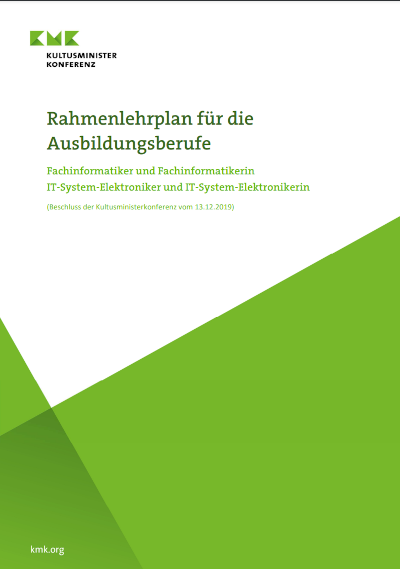 KMK
KULTUSMINISTER
KONFERENZ
Rahmenlehrplan für die
Ausbildungsberufe
Fachinformatiker und Fachinformatikerin
IT-System-Elektroniker und IT-System-Elektronikerin
(Beschluss der Kultusministerkonferenz vom 13.12.2019)
kmk.org